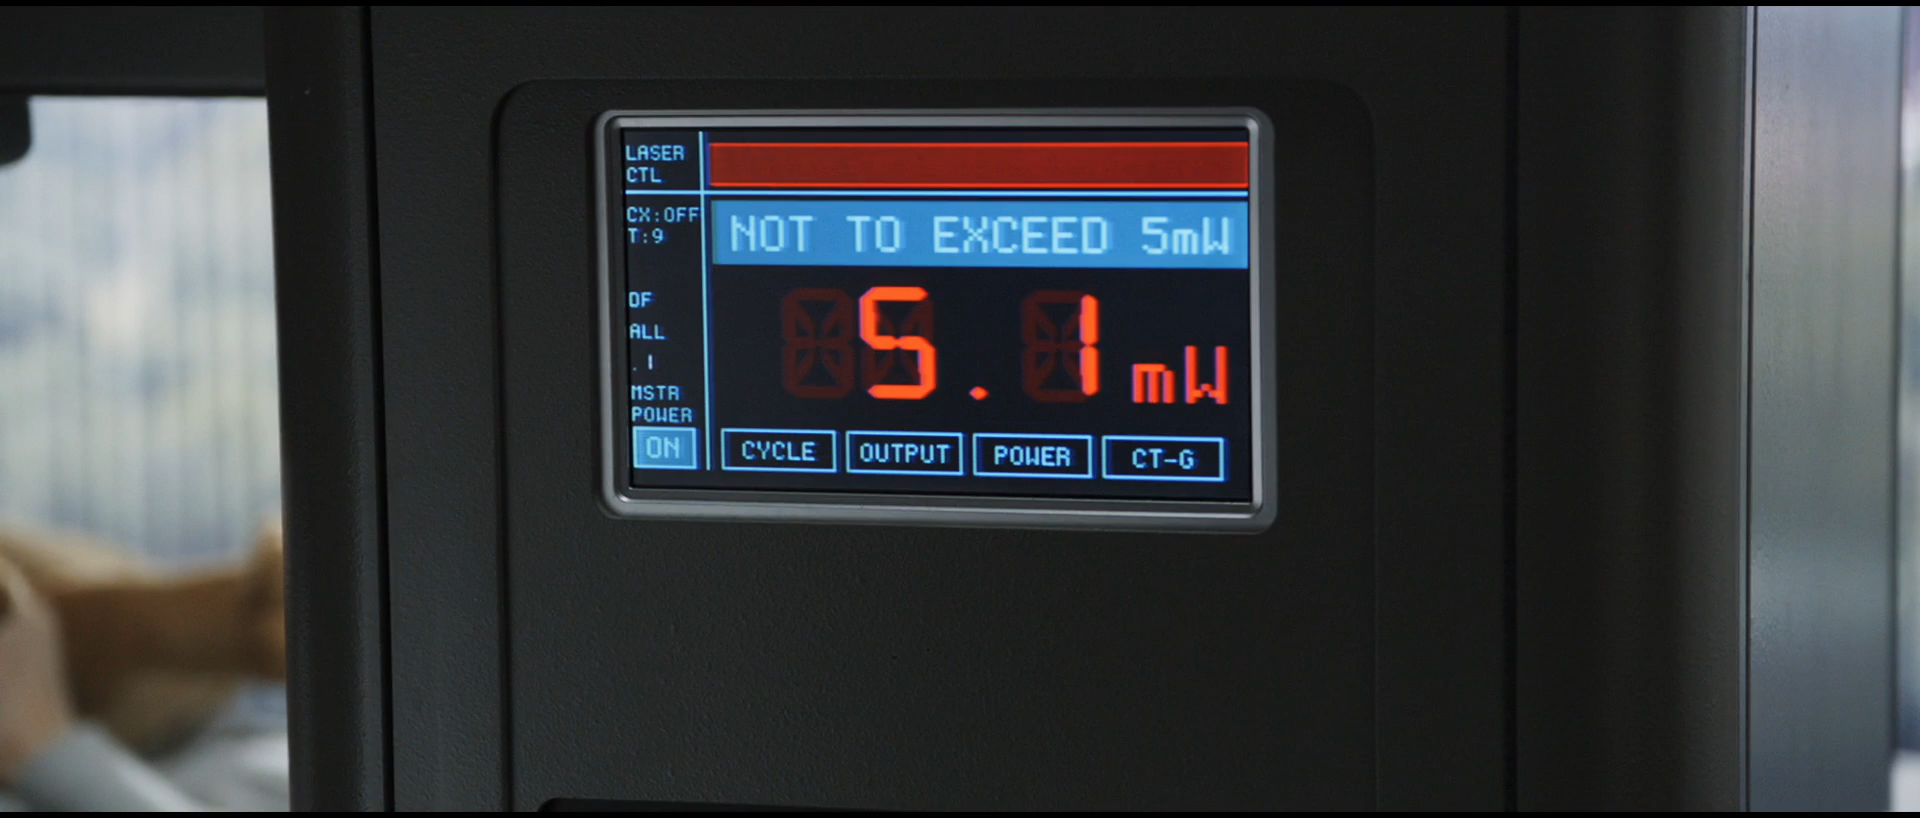 LASER
CTL
CX:OFF
T:9
NOT TO EXCEED 5mW
5.1 mW
DF
ALL
.1
MSTR
POWER
ON
CYCLE
OUTPUT
POWER
CT-G